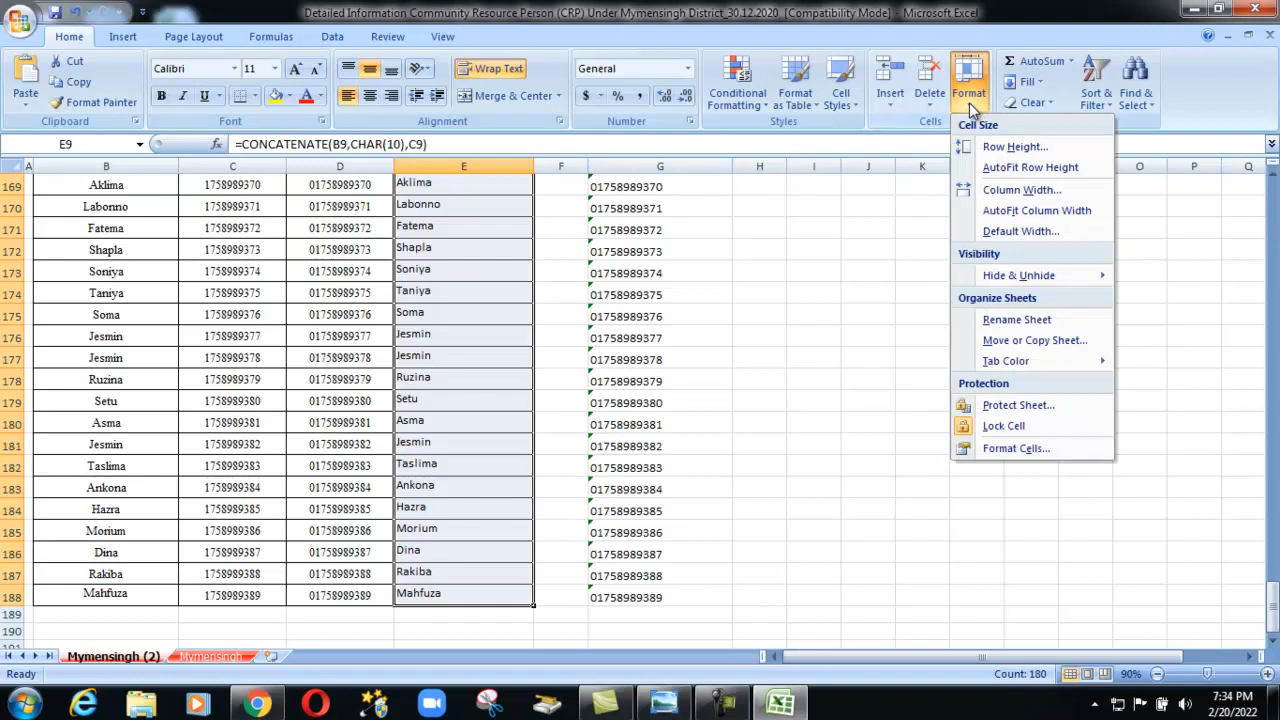 Detailed Information Community Resource Person (CRP) Under Mymensingh District,30.12.2020 [Compatibility Mode] - Microsoft Excel
Home Insert Page Layout Formulas Data Review View
Paste Cut Copy Format Painter
Clipboard
Calibri 11
B I U
Font
Wrap Text
Merge & Center
Alignment
General
$ % ,
Number
Conditional Formatting Format as Table Cell Styles
Styles
Insert Delete Format
Cells
AutoSum Fill Clear
Sort & Filter Find & Select
E9 fx =CONCATENATE(B9,CHAR(10),C9)
A B C D E F G H I J K O P Q
169 Aklima 1758989370 01758989370 Aklima 01758989370
170 Labonno 1758989371 01758989371 Labonno 01758989371
171 Fatema 1758989372 01758989372 Fatema 01758989372
172 Shapla 1758989373 01758989373 Shapla 01758989373
173 Soniya 1758989374 01758989374 Soniya 01758989374
174 Taniya 1758989375 01758989375 Taniya 01758989375
175 Soma 1758989376 01758989376 Soma 01758989376
176 Jesmin 1758989377 01758989377 Jesmin 01758989377
177 Jesmin 1758989378 01758989378 Jesmin 01758989378
178 Ruzina 1758989379 01758989379 Ruzina 01758989379
179 Setu 1758989380 01758989380 Setu 01758989380
180 Asma 1758989381 01758989381 Asma 01758989381
181 Jesmin 1758989382 01758989382 Jesmin 01758989382
182 Taslima 1758989383 01758989383 Taslima 01758989383
183 Ankona 1758989384 01758989384 Ankona 01758989384
184 Hazra 1758989385 01758989385 Hazra 01758989385
185 Morium 1758989386 01758989386 Morium 01758989386
186 Dina 1758989387 01758989387 Dina 01758989387
187 Rakiba 1758989388 01758989388 Rakiba 01758989388
188 Mahfuza 1758989389 01758989389 Mahfuza 01758989389
189
190
Cell Size
Row Height...
AutoFit Row Height
Column Width...
AutoFit Column Width
Default Width...
Visibility
Hide & Unhide
Organize Sheets
Rename Sheet
Move or Copy Sheet...
Tab Color
Protection
Protect Sheet...
Lock Cell
Format Cells...
Mymensingh (2) Mymensingh
Ready Count: 180 90%
7:34 PM
2/20/2022